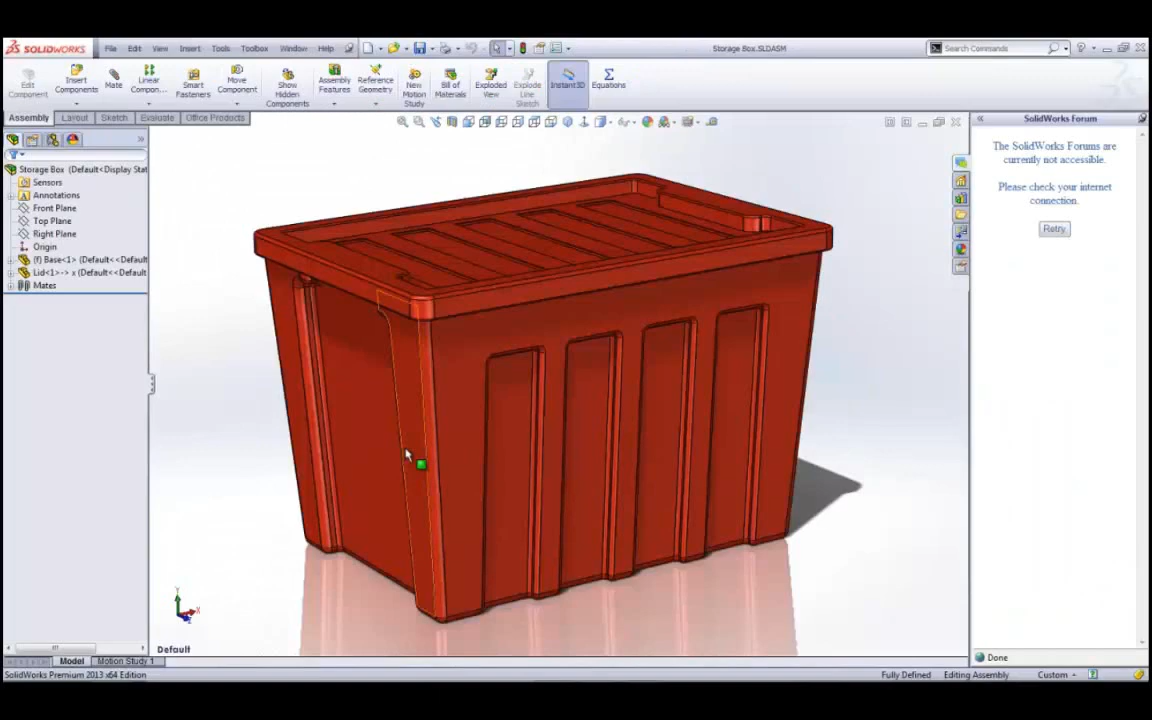 SOLIDWORKS File Edit View Insert Tools Toolbox Window Help Storage Box.SLDASM Search Commands
Edit Component
Insert Components
Mate
Linear Compon...
Smart Fasteners
Move Component
Show Hidden Components
Assembly Features
Reference Geometry
New Motion Study
Bill of Materials
Exploded View
Explode Line Sketch
Instant3D
Equations
Assembly Layout Sketch Evaluate Office Products
Storage Box (Default<Display Stat
Sensors
Annotations
Front Plane
Top Plane
Right Plane
Origin
(f) Base<1> (Default<<Default
Lid<1>-> x (Default<<Default
Mates
SolidWorks Forum
The SolidWorks Forums are
currently not accessible.
Please check your internet
connection.
Retry
Y
X
Z
Default
Done
Model Motion Study 1
SolidWorks Premium 2013 x64 Edition Fully Defined Editing Assembly Custom